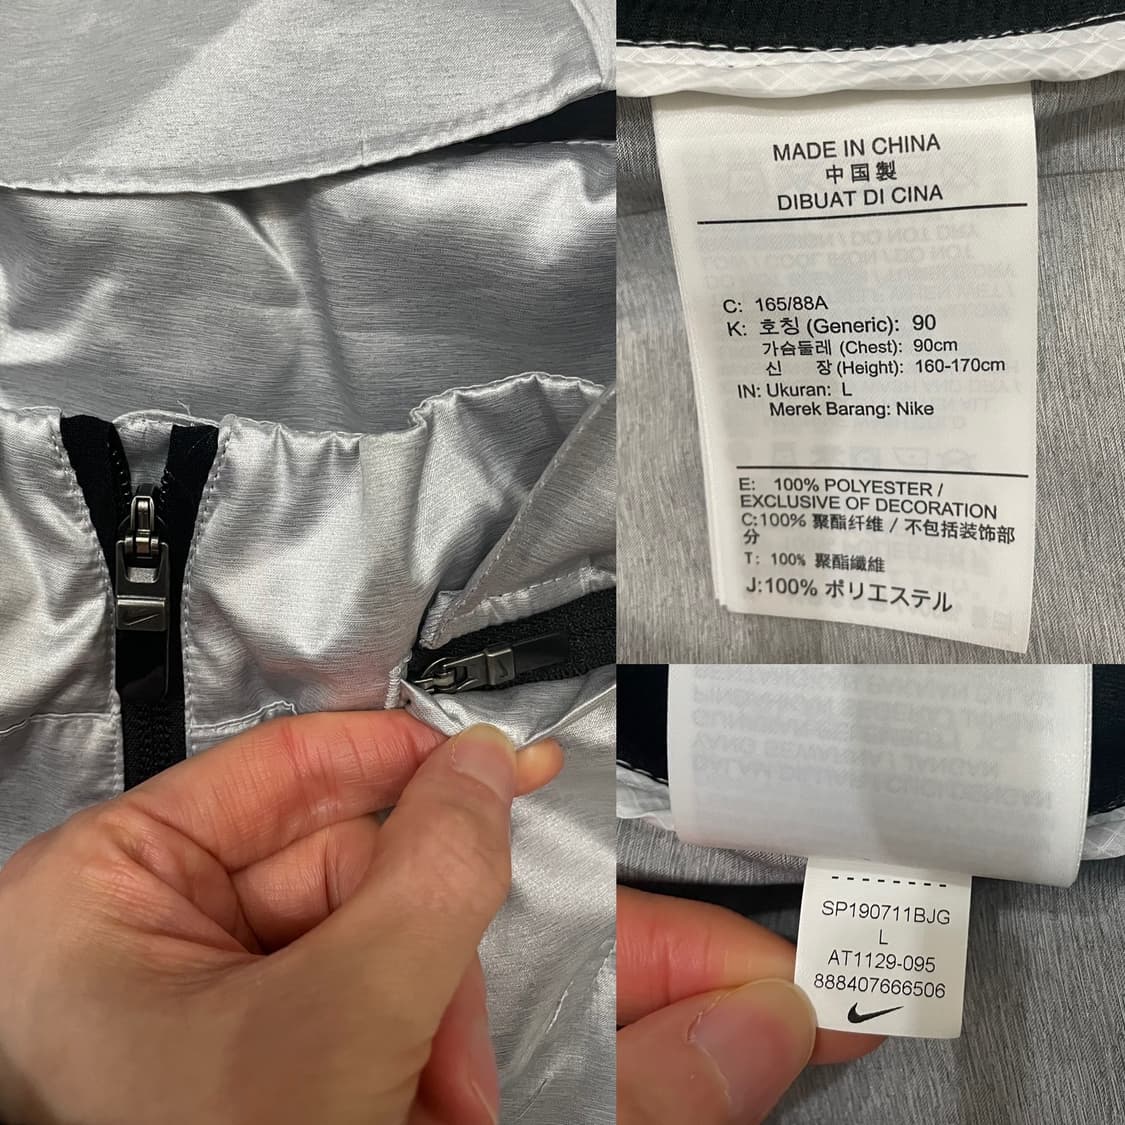 MADE IN CHINA
中国製
DIBUAT DI CINA
C: 165/88A
K: 호칭 (Generic): 90
가슴둘레 (Chest): 90cm
신 장 (Height): 160-170cm
IN: Ukuran: L
Merek Barang: Nike
E: 100% POLYESTER /
EXCLUSIVE OF DECORATION
C:100% 聚酯纤维 / 不包括装饰部
分
T: 100% 聚酯纖維
J:100% ポリエステル
SP190711BJG
L
AT1129-095
888407666506